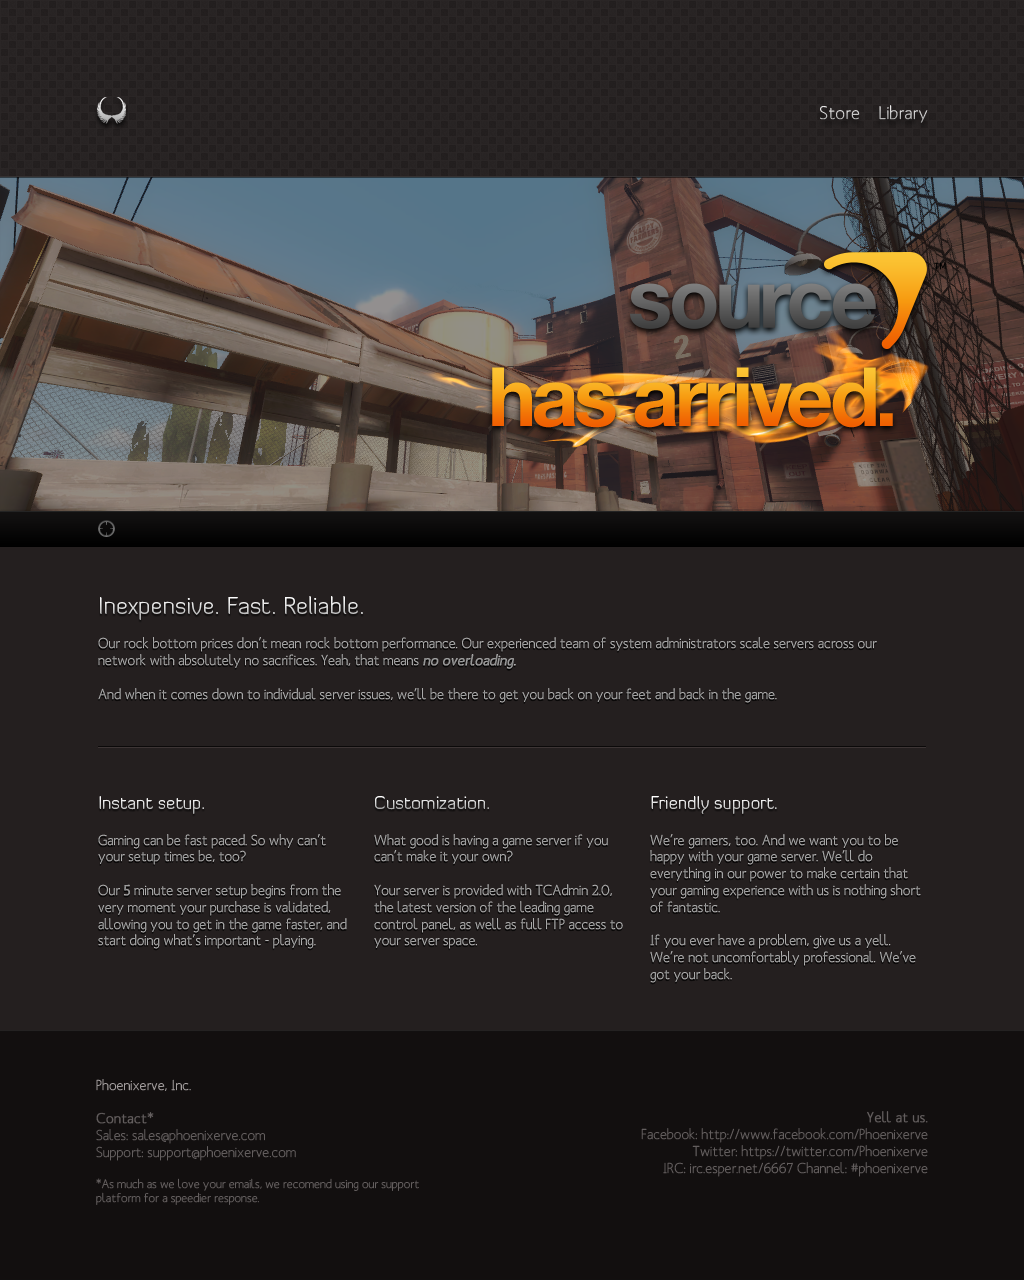 Store Library
source
2
has arrived.
Inexpensive. Fast. Reliable.
Our rock bottom prices don't mean rock bottom performance. Our experienced team of system administrators scale servers across our
network with absolutely no sacrifices. Yeah, that means no overloading.
And when it comes down to individual server issues, we'll be there to get you back on your feet and back in the game.
Instant setup.
Gaming can be fast paced. So why can't
your setup times be, too?
Our 5 minute server setup begins from the
very moment your purchase is validated,
allowing you to get in the game faster, and
start doing what's important - playing.
Customization.
What good is having a game server if you
can't make it your own?
Your server is provided with TCAdmin 2.0,
the latest version of the leading game
control panel, as well as full FTP access to
your server space.
Friendly support.
We're gamers, too. And we want you to be
happy with your game server. We'll do
everything in our power to make certain that
your gaming experience with us is nothing short
of fantastic.
If you ever have a problem, give us a yell.
We're not uncomfortably professional. We've
got your back.
Phoenixerve, Inc.
Contact*
Sales: sales@phoenixerve.com
Support: support@phoenixerve.com
*As much as we love your emails, we recomend using our support
platform for a speedier response.
Yell at us.
Facebook: http://www.facebook.com/Phoenixerve
Twitter: https://twitter.com/Phoenixerve
IRC: irc.esper.net/6667 Channel: #phoenixerve